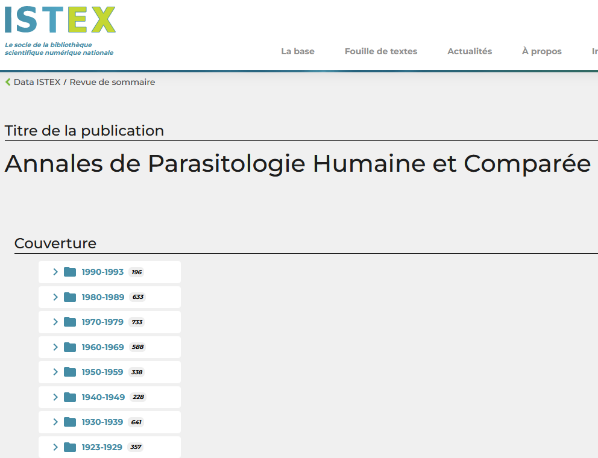 ISTEX
Le socle de la bibliothèque
scientifique numérique nationale
La base Fouille de textes Actualités À propos
Data ISTEX / Revue de sommaire
Titre de la publication
Annales de Parasitologie Humaine et Comparée
Couverture
1990-1993 196
1980-1989 633
1970-1979 733
1960-1969 588
1950-1959 338
1940-1949 228
1930-1939 661
1923-1929 357